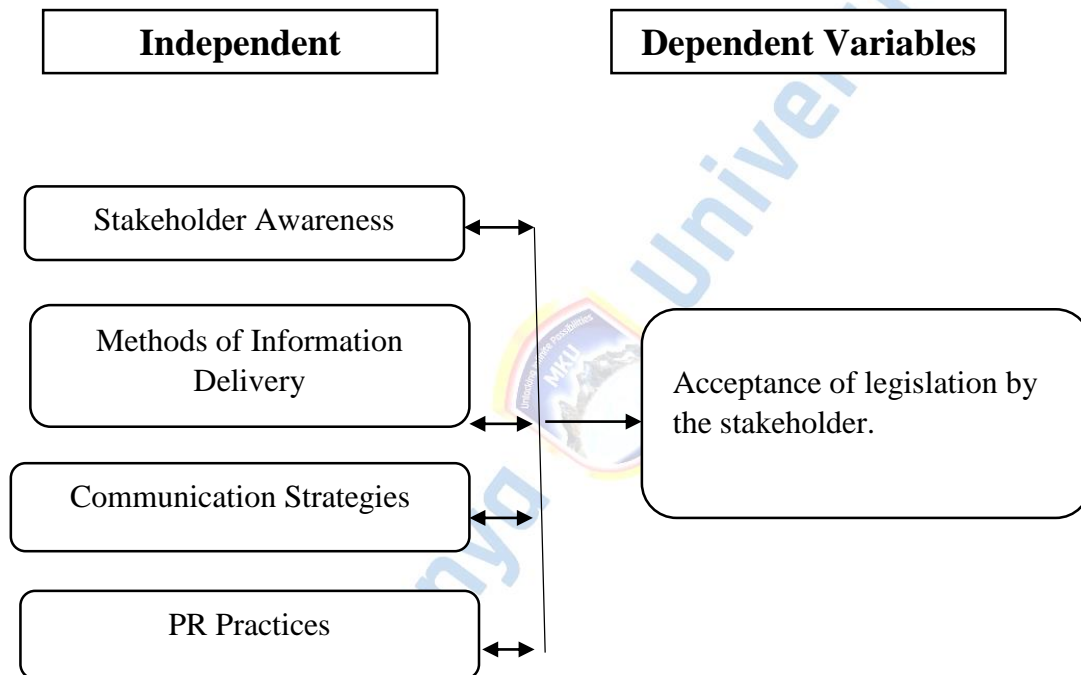 Independent
Dependent Variables
Stakeholder Awareness
Methods of Information
Delivery
Communication Strategies
PR Practices
Acceptance of legislation by
the stakeholder.
MKU